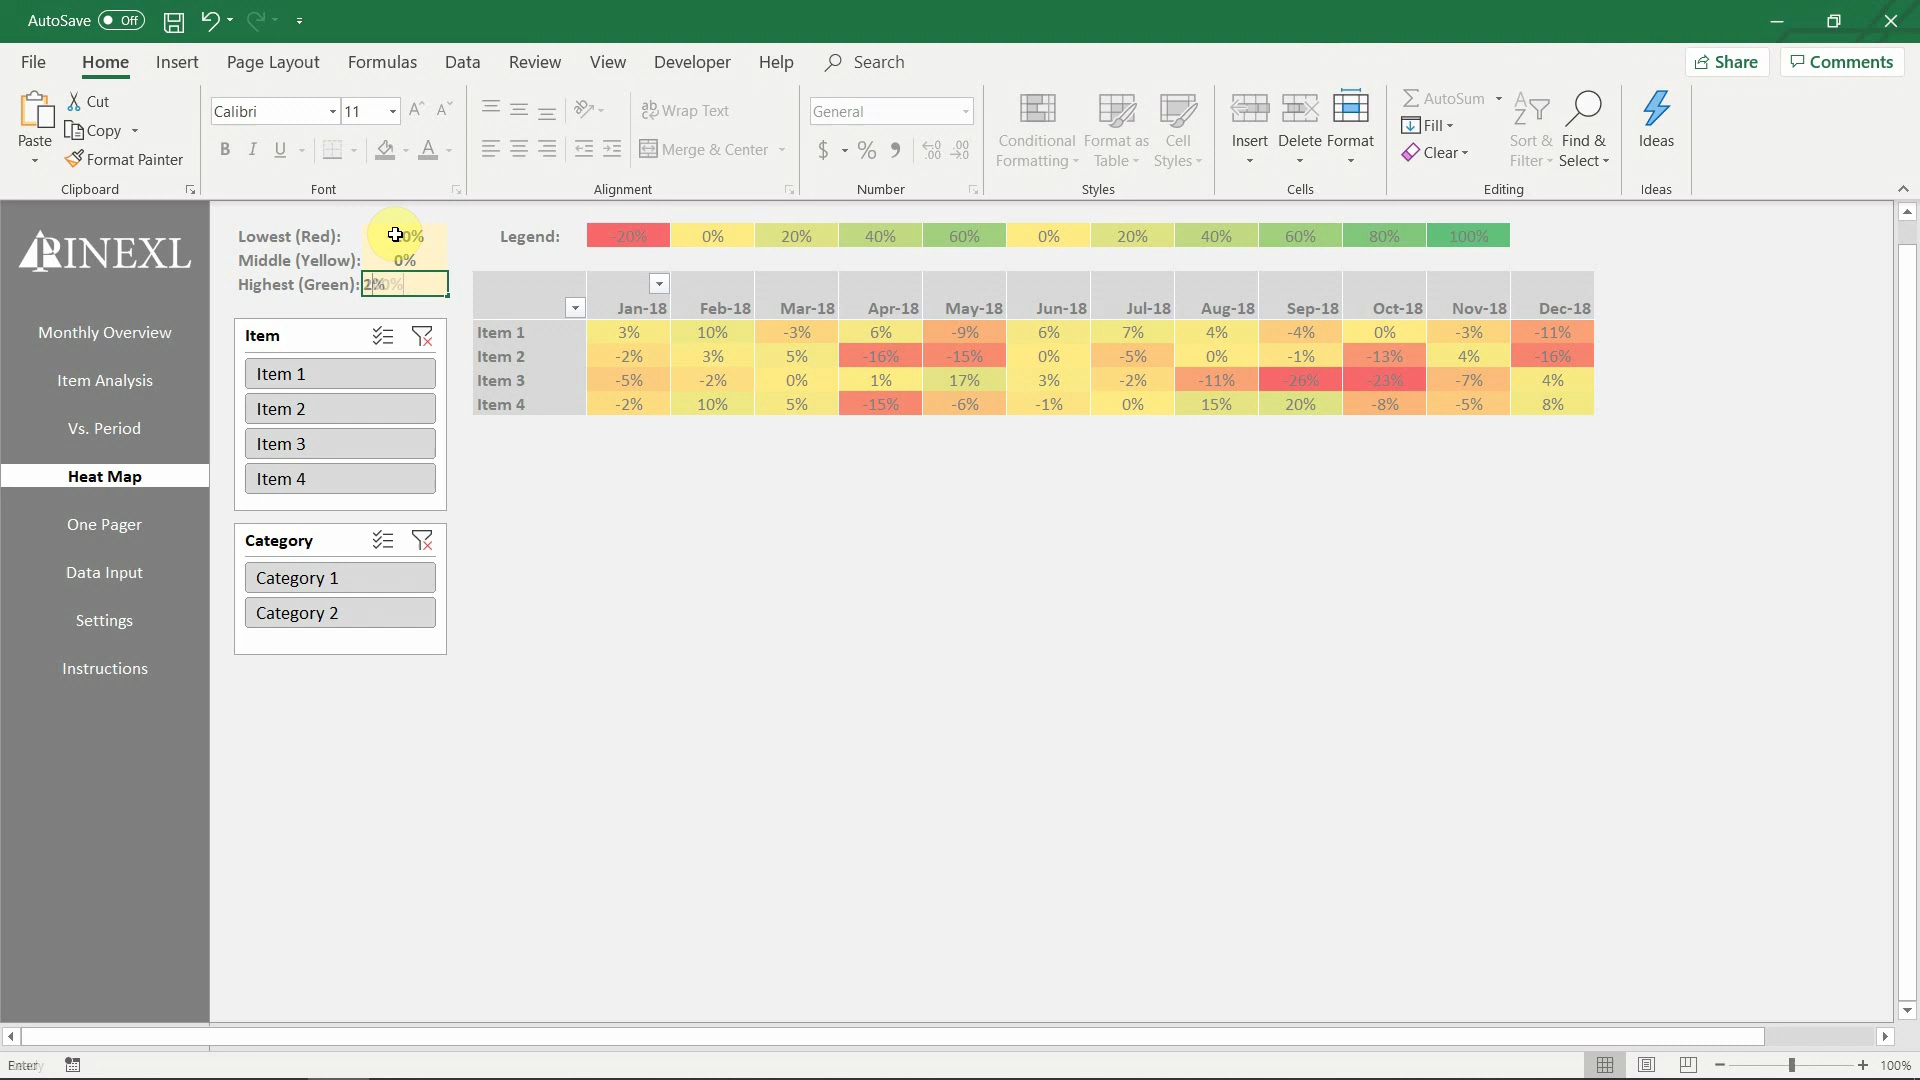 AutoSave Off
File Home Insert Page Layout Formulas Data Review View Developer Help Search Share Comments
Paste
Cut
Copy
Format Painter
Clipboard
Calibri 11
B I U A
Font
Wrap Text
Merge & Center
Alignment
General
$ %
Number
Conditional Formatting
Format as Table
Cell Styles
Styles
Insert Delete Format
Cells
AutoSum
Fill
Clear
Sort & Filter
Find & Select
Editing
Ideas
Ideas
PINEXL
Monthly Overview
Item Analysis
Vs. Period
Heat Map
One Pager
Data Input
Settings
Instructions
Lowest (Red):
Middle (Yellow): 0%
Highest (Green):
Legend: -20% 0% 20% 40% 60% 0% 20% 40% 60% 80% 100%
Item
Item 1
Item 2
Item 3
Item 4
Category
Category 1
Category 2
Jan-18 Feb-18 Mar-18 Apr-18 May-18 Jun-18 Jul-18 Aug-18 Sep-18 Oct-18 Nov-18 Dec-18
Item 1 3% 10% -3% 6% -9% 6% 7% 4% -4% 0% -3% -11%
Item 2 -2% 3% 5% -16% -15% 0% -5% 0% -1% -13% 4% -16%
Item 3 -5% -2% 0% 1% 17% 3% -2% -11% -26% -23% -7% 4%
Item 4 -2% 10% 5% -15% -6% -1% 0% 15% 20% -8% -5% 8%
100%